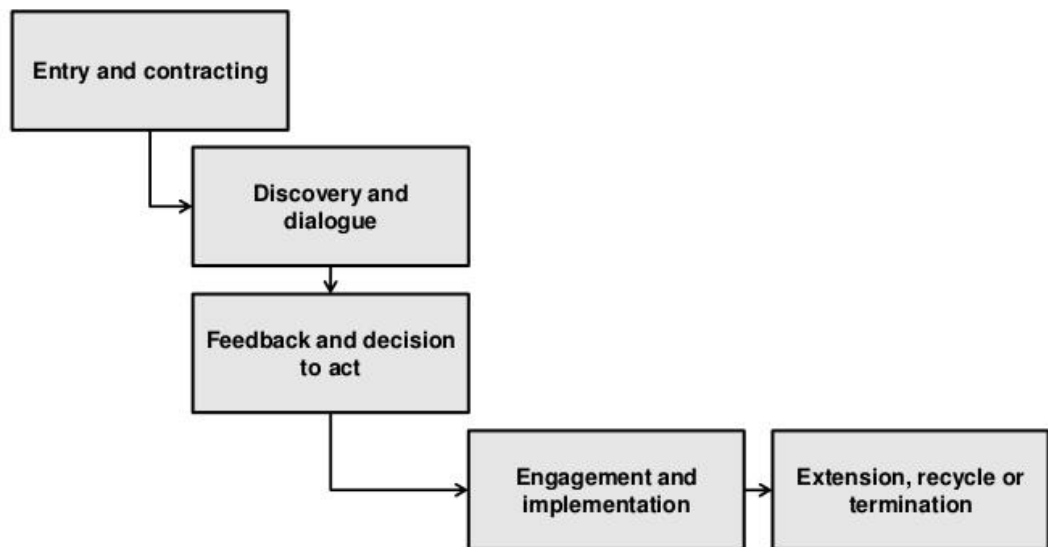 Entry and contracting
Discovery and
dialogue
Feedback and decision
to act
Engagement and
implementation
Extension, recycle or
termination